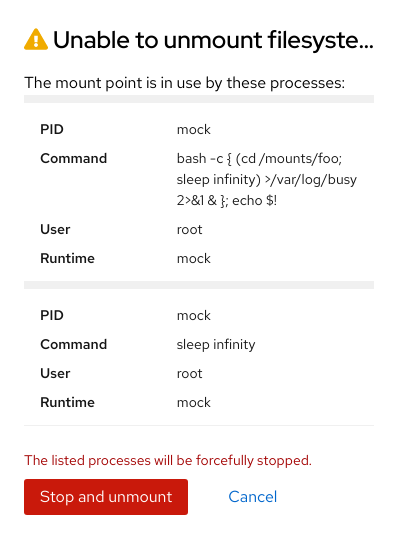 Unable to unmount filesyste...
The mount point is in use by these processes:
PID mock
Command bash -c { (cd /mounts/foo;
sleep infinity) >/var/log/busy
2>&1 & }; echo $!
User root
Runtime mock
PID mock
Command sleep infinity
User root
Runtime mock
The listed processes will be forcefully stopped.
Stop and unmount Cancel